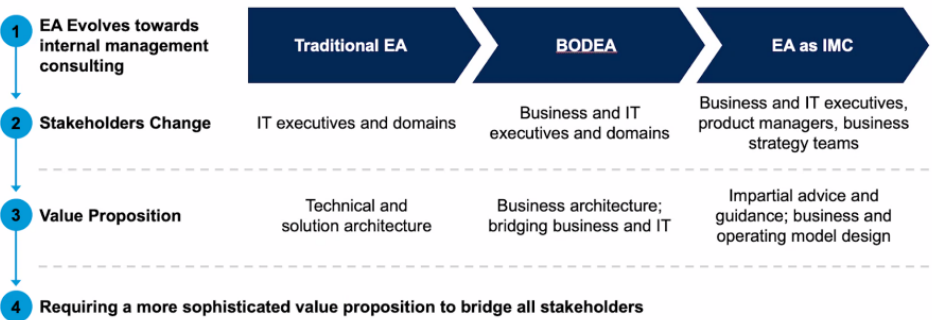 1
EA Evolves towards
internal management
consulting
Traditional EA
BODEA
EA as IMC
2
Stakeholders Change
IT executives and domains
Business and IT
executives and domains
Business and IT executives,
product managers, business
strategy teams
3
Value Proposition
Technical and
solution architecture
Business architecture;
bridging business and IT
Impartial advice and
guidance; business and
operating model design
4
Requiring a more sophisticated value proposition to bridge all stakeholders